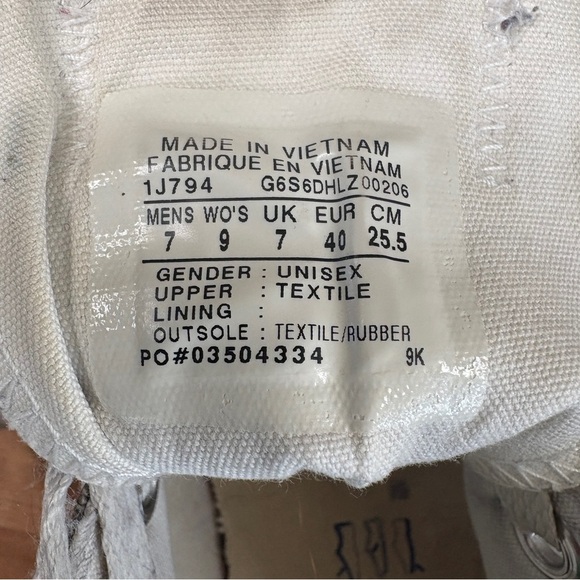 MADE IN VIETNAM
FABRIQUE EN VIETNAM
1J794 G6S6DHLZ00206
MENS WO'S UK EUR CM
7 9 7 40 25.5
GENDER : UNISEX
UPPER : TEXTILE
LINING :
OUTSOLE : TEXTILE/RUBBER
PO#03504334 9K